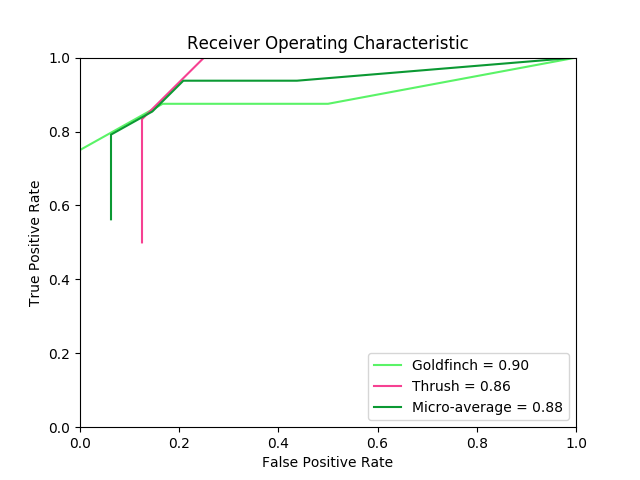 Receiver Operating Characteristic
True Positive Rate
1.0
0.8
0.6
0.4
0.2
0.0
Goldfinch = 0.90
Thrush = 0.86
Micro-average = 0.88
0.0 0.2 0.4 0.6 0.8 1.0
False Positive Rate